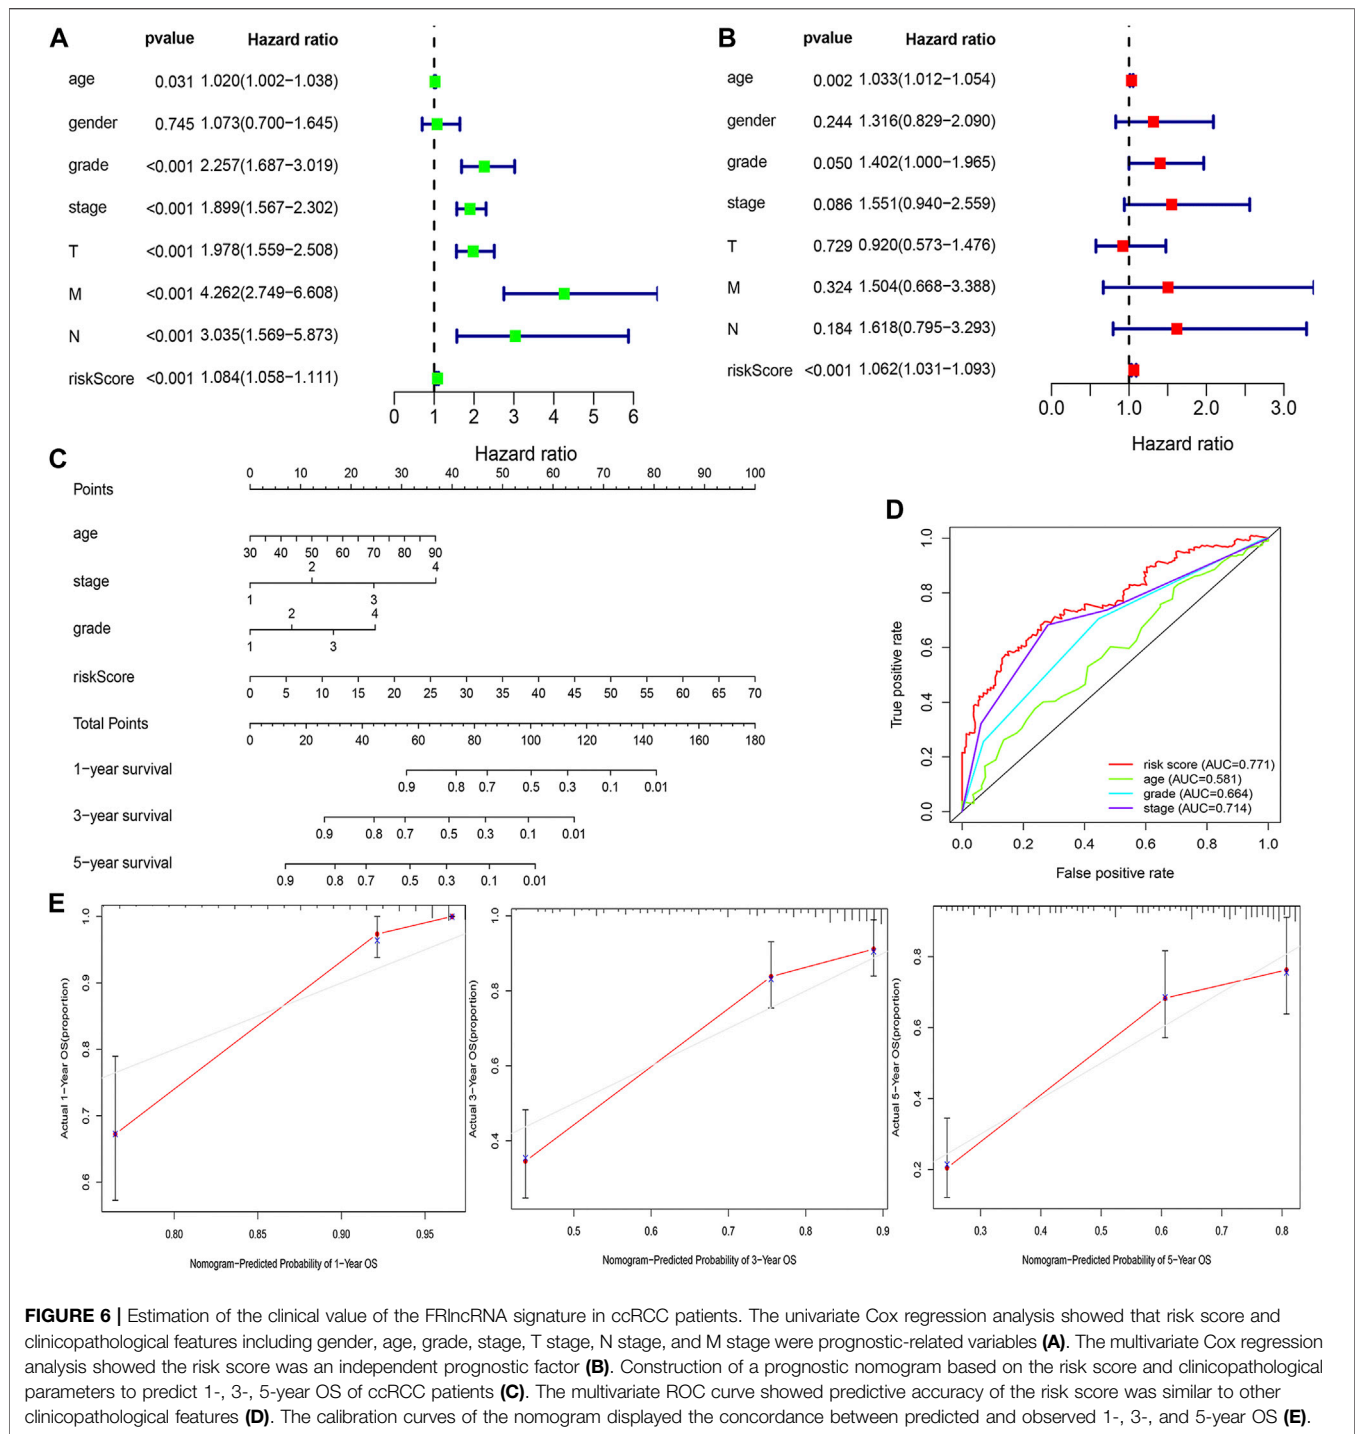 A
pvalue Hazard ratio
age 0.031 1.020(1.002−1.038)
gender 0.745 1.073(0.700−1.645)
grade <0.001 2.257(1.687−3.019)
stage <0.001 1.899(1.567−2.302)
T <0.001 1.978(1.559−2.508)
M <0.001 4.262(2.749−6.608)
N <0.001 3.035(1.569−5.873)
riskScore <0.001 1.084(1.058−1.111)
0 1 2 3 4 5 6
Hazard ratio
B
pvalue Hazard ratio
age 0.002 1.033(1.012−1.054)
gender 0.244 1.316(0.829−2.090)
grade 0.050 1.402(1.000−1.965)
stage 0.086 1.551(0.940−2.559)
T 0.729 0.920(0.573−1.476)
M 0.324 1.504(0.668−3.388)
N 0.184 1.618(0.795−3.293)
riskScore <0.001 1.062(1.031−1.093)
0.0 1.0 2.0 3.0
Hazard ratio
C
0 10 20 30 40 50 60 70 80 90 100
Points
age
30 40 50 60 70 80 90
2 4
stage
1 3
2 4
grade
1 3
riskScore
0 5 10 15 20 25 30 35 40 45 50 55 60 65 70
Total Points
0 20 40 60 80 100 120 140 160 180
1−year survival
0.9 0.8 0.7 0.5 0.3 0.1 0.01
3−year survival
0.9 0.8 0.7 0.5 0.3 0.1 0.01
5−year survival
0.9 0.8 0.7 0.5 0.3 0.1 0.01
D
True positive rate
1.0
0.8
0.6
0.4
0.2
0.0
risk score (AUC=0.771)
age (AUC=0.581)
grade (AUC=0.664)
stage (AUC=0.714)
0.0 0.2 0.4 0.6 0.8 1.0
False positive rate
E
Actual 1−Year OS(proportion)
1.0
0.9
0.8
0.7
0.6
0.80 0.85 0.90 0.95
Nomogram−Predicted Probability of 1−Year OS
Actual 3−Year OS(proportion)
1.0
0.8
0.6
0.4
0.5 0.6 0.7 0.8 0.9
Nomogram−Predicted Probability of 3−Year OS
Actual 5−Year OS(proportion)
0.8
0.6
0.4
0.2
0.3 0.4 0.5 0.6 0.7 0.8
Nomogram−Predicted Probability of 5−Year OS
FIGURE 6 | Estimation of the clinical value of the FRlncRNA signature in ccRCC patients. The univariate Cox regression analysis showed that risk score and
clinicopathological features including gender, age, grade, stage, T stage, N stage, and M stage were prognostic-related variables (A). The multivariate Cox regression
analysis showed the risk score was an independent prognostic factor (B). Construction of a prognostic nomogram based on the risk score and clinicopathological
parameters to predict 1-, 3-, 5-year OS of ccRCC patients (C). The multivariate ROC curve showed predictive accuracy of the risk score was similar to other
clinicopathological features (D). The calibration curves of the nomogram displayed the concordance between predicted and observed 1-, 3-, and 5-year OS (E).